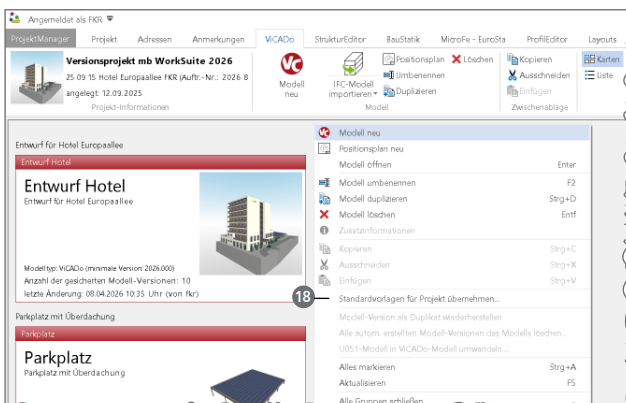 Angemeldet als FKR
ProjektManager Projekt Adressen Anmerkungen ViCADo StrukturEditor BauStatik MicroFe - EuroSta ProfilEditor Layouts
Versionsprojekt mb WorkSuite 2026
25 09 15 Hotel Europaallee FKR (Auftr.-Nr.: 2026 8
angelegt: 12.09.2025
Projekt-Informationen
Modell neu
IFC-Modell importieren
Positionsplan
Löschen
Umbenennen
Duplizieren
Modell
Kopieren
Ausschneiden
Einfügen
Zwischenablage
Karten
Liste
Entwurf für Hotel Europaallee
Entwurf Hotel
Entwurf Hotel
Entwurf für Hotel Europaallee
Modelltyp: ViCADo (minimale Version: 2026.000)
Anzahl der gesicherten Modell-Versionen: 10
letzte Änderung: 08.04.2026 10:35 Uhr (von fkr)
Parkplatz mit Überdachung
Parkplatz
Parkplatz
Parkplatz mit Überdachung
Modell neu
Positionsplan neu
Modell öffnen Enter
Modell umbenennen F2
Modell duplizieren Strg+D
Modell löschen Entf
Zusatzinformationen
Kopieren Strg+C
Ausschneiden Strg+X
Einfügen Strg+V
18
Standardvorlagen für Projekt übernehmen...
Modell-Version als Duplikat wiederherstellen
Alle autom. erstellten Modell-Versionen des Modells löschen...
U051-Modell in ViCADo-Modell umwandeln...
Alles markieren Strg+A
Aktualisieren F5
Alle Gruppen schließen